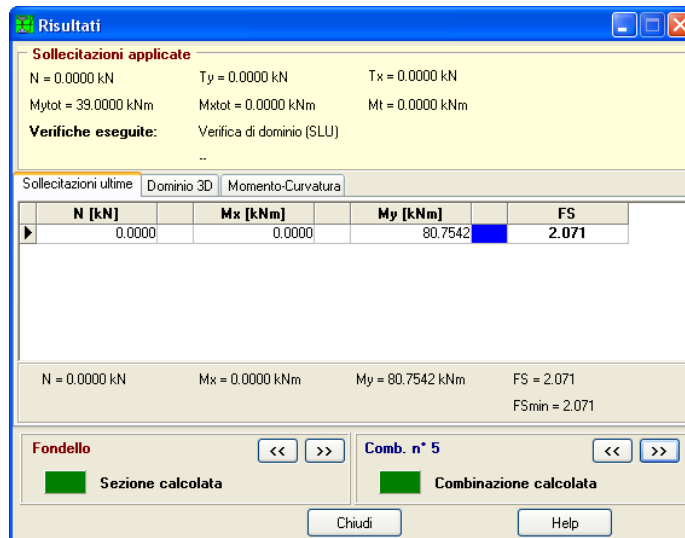 Risultati
Sollecitazioni applicate
N = 0.0000 kN Ty = 0.0000 kN Tx = 0.0000 kN
Mytot = 39.0000 kNm Mxtot = 0.0000 kNm Mt = 0.0000 kNm
Verifiche eseguite: Verifica di dominio (SLU)
--
Sollecitazioni ultime Dominio 3D Momento-Curvatura
N [kN] Mx [kNm] My [kNm] FS
0.0000 0.0000 80.7542 2.071
N = 0.0000 kN Mx = 0.0000 kNm My = 80.7542 kNm FS = 2.071
FSmin = 2.071
Fondello << >> Comb. n° 5 << >>
Sezione calcolata Combinazione calcolata
Chiudi Help